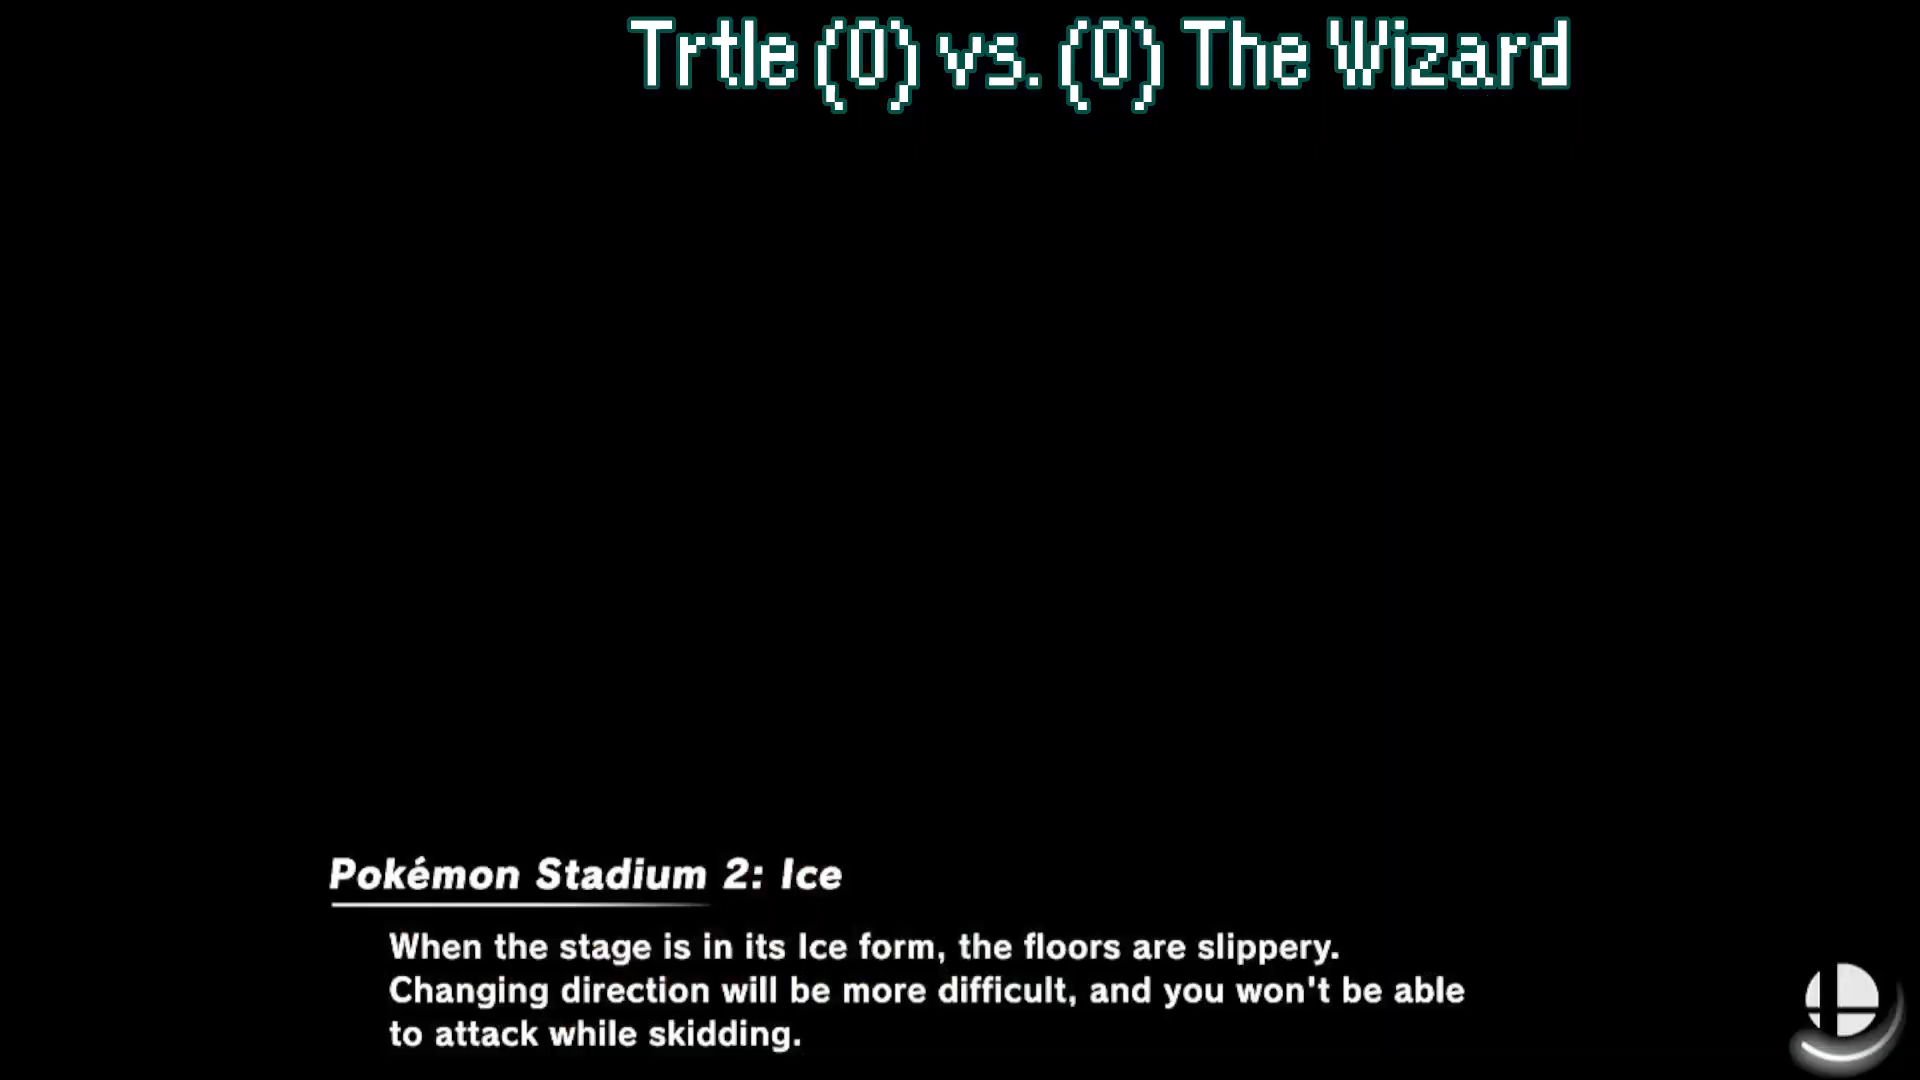 Trtle (0) vs. (0) The Wizard
Pokémon Stadium 2: Ice
When the stage is in its Ice form, the floors are slippery.
Changing direction will be more difficult, and you won't be able
to attack while skidding.